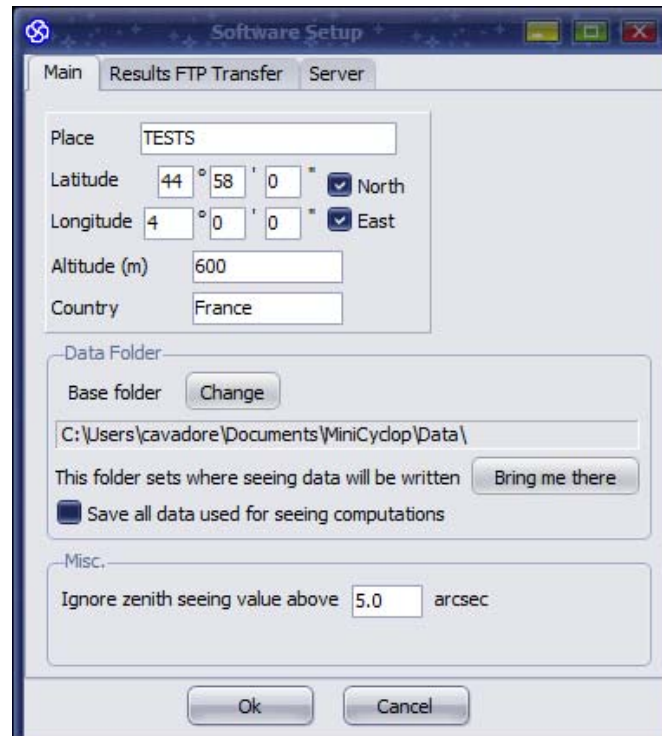 Software Setup
Main Results FTP Transfer Server
Place TESTS
Latitude 44 ° 58 ' 0 " North
Longitude 4 ° 0 ' 0 " East
Altitude (m) 600
Country France
Data Folder
Base folder Change
C:\Users\cavadore\Documents\MiniCyclop\Data\
This folder sets where seeing data will be written Bring me there
Save all data used for seeing computations
Misc.
Ignore zenith seeing value above 5.0 arcsec
Ok Cancel